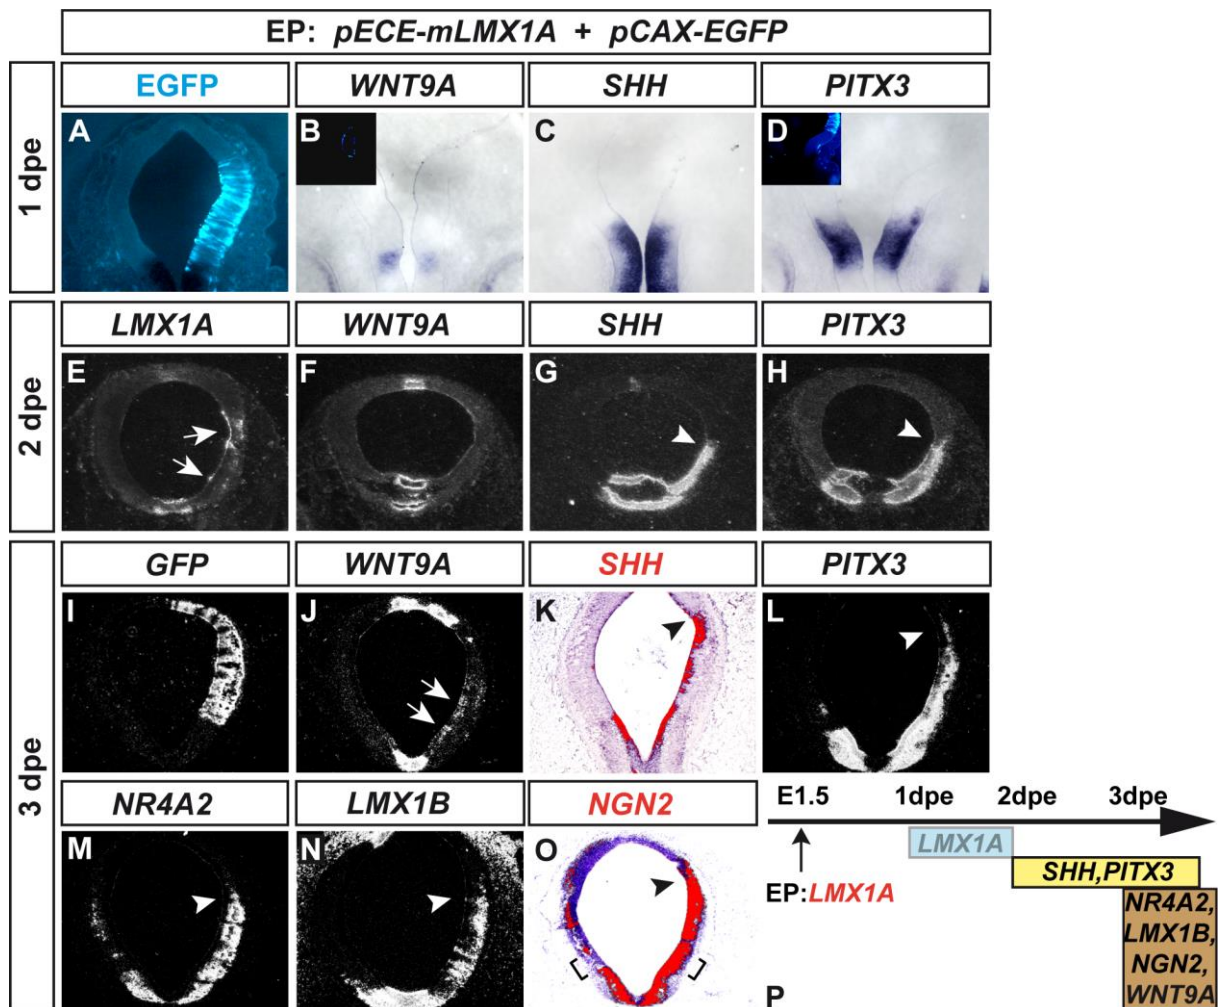 EP: pECE-mLMX1A + pCAX-EGFP
1 dpe
EGFP WNT9A SHH PITX3
A B C D
2 dpe
LMX1A WNT9A SHH PITX3
E F G H
3 dpe
GFP WNT9A SHH PITX3
I J K L
NR4A2 LMX1B NGN2
M N O
E1.5 1dpe 2dpe 3dpe
LMX1A
SHH,PITX3
EP:LMX1A
NR4A2,
LMX1B,
NGN2,
WNT9A
P